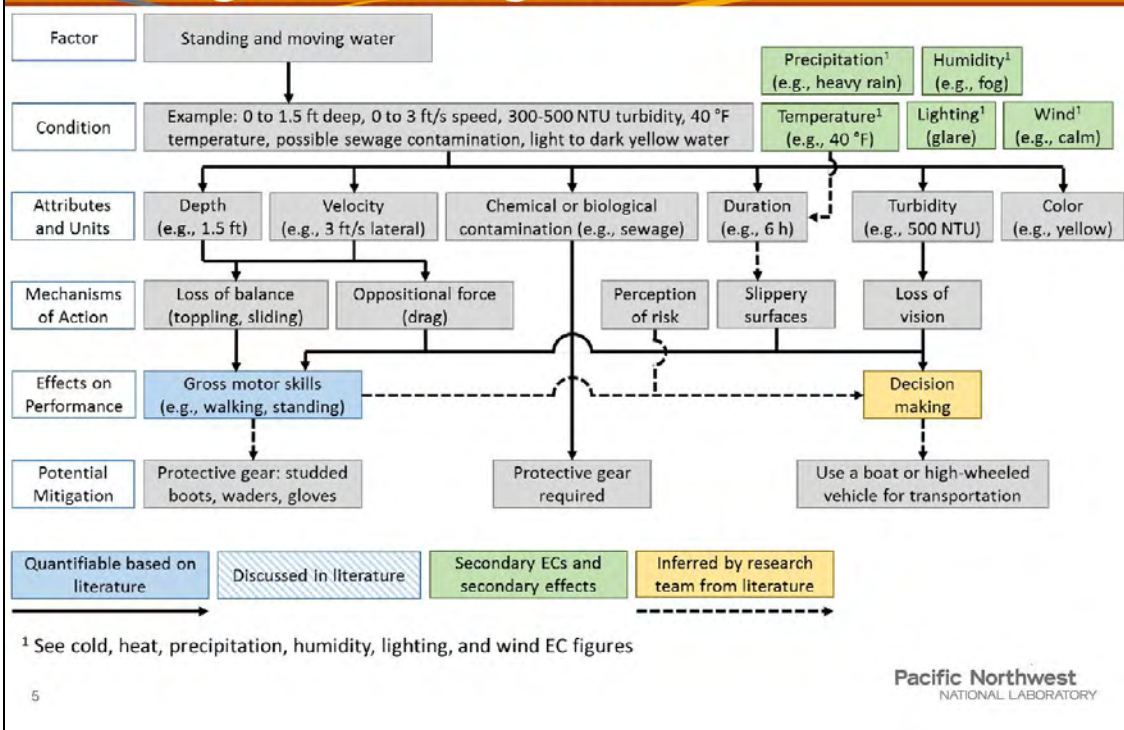 Factor
Standing and moving water
Precipitation¹
(e.g., heavy rain)
Humidity¹
(e.g., fog)
Condition
Example: 0 to 1.5 ft deep, 0 to 3 ft/s speed, 300-500 NTU turbidity, 40 °F
temperature, possible sewage contamination, light to dark yellow water
Temperature¹
(e.g., 40 °F)
Lighting¹
(glare)
Wind¹
(e.g., calm)
Attributes
and Units
Depth
(e.g., 1.5 ft)
Velocity
(e.g., 3 ft/s lateral)
Chemical or biological
contamination (e.g., sewage)
Duration
(e.g., 6 h)
Turbidity
(e.g., 500 NTU)
Color
(e.g., yellow)
Mechanisms
of Action
Loss of balance
(toppling, sliding)
Oppositional force
(drag)
Perception
of risk
Slippery
surfaces
Loss of
vision
Effects on
Performance
Gross motor skills
(e.g., walking, standing)
Decision
making
Potential
Mitigation
Protective gear: studded
boots, waders, gloves
Protective gear
required
Use a boat or high-wheeled
vehicle for transportation
Quantifiable based on
literature
Discussed in literature
Secondary ECs and
secondary effects
Inferred by research
team from literature
¹ See cold, heat, precipitation, humidity, lighting, and wind EC figures
5
Pacific Northwest
NATIONAL LABORATORY